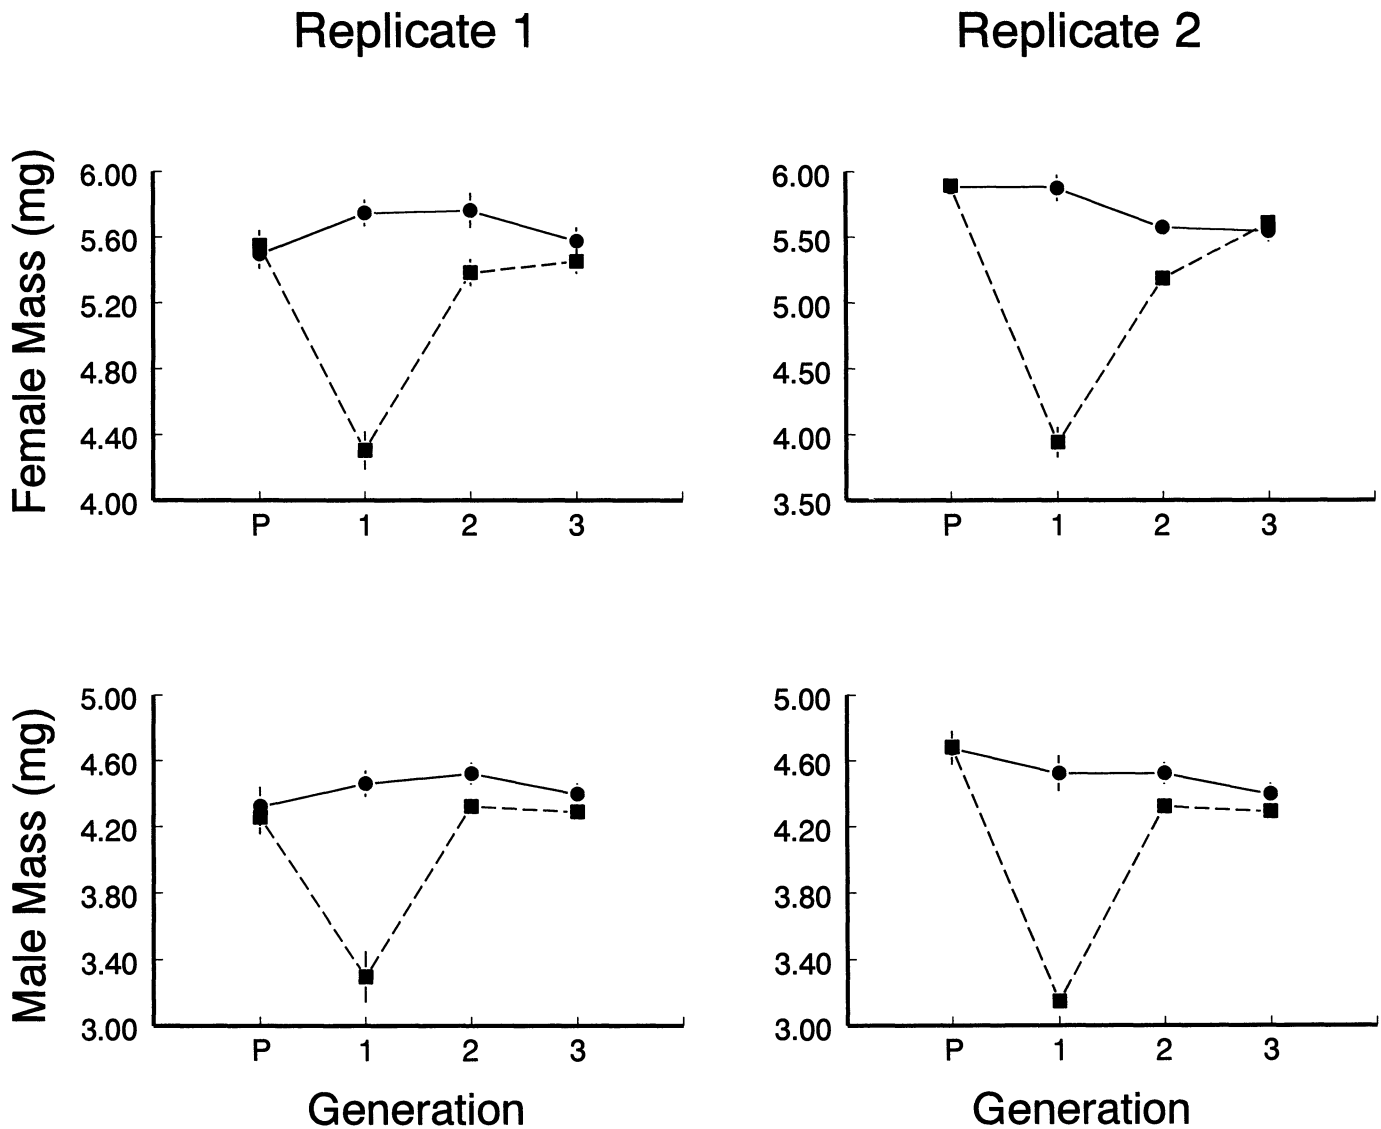 Replicate 1
Replicate 2
Female Mass (mg)
6.00
5.60
5.20
4.80
4.40
4.00
P 1 2 3
6.00
5.50
5.00
4.50
4.00
3.50
P 1 2 3
Male Mass (mg)
5.00
4.60
4.20
3.80
3.40
3.00
P 1 2 3
Generation
5.00
4.60
4.20
3.80
3.40
3.00
P 1 2 3
Generation